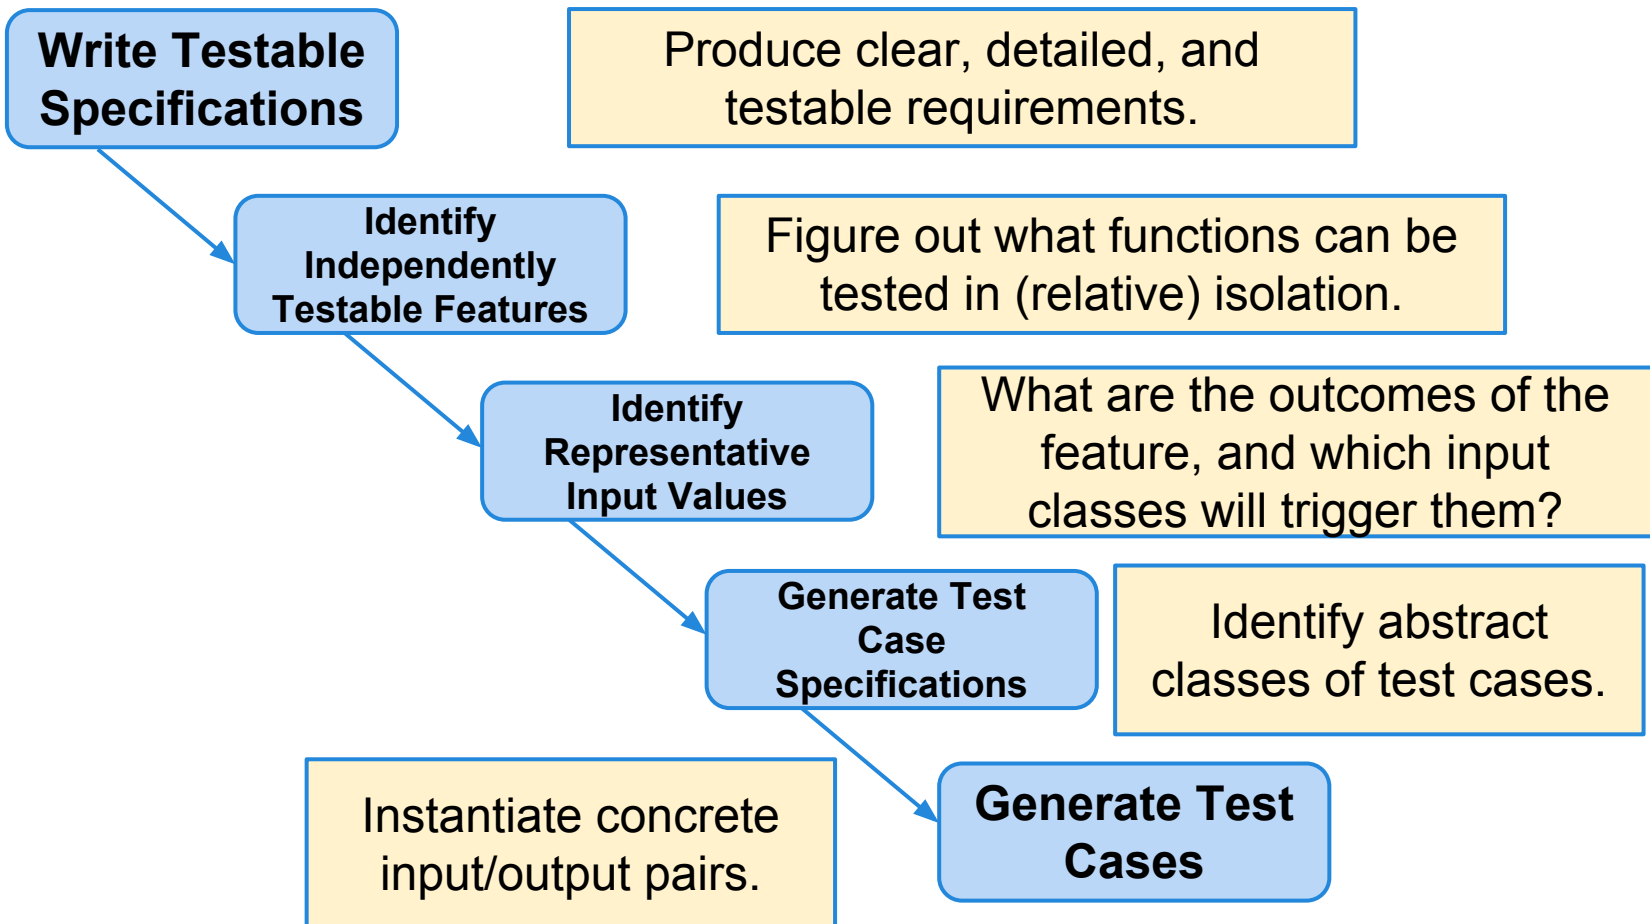 Write Testable
Specifications
Produce clear, detailed, and
testable requirements.
Identify
Independently
Testable Features
Figure out what functions can be
tested in (relative) isolation.
Identify
Representative
Input Values
What are the outcomes of the
feature, and which input
classes will trigger them?
Generate Test
Case
Specifications
Identify abstract
classes of test cases.
Generate Test
Cases
Instantiate concrete
input/output pairs.